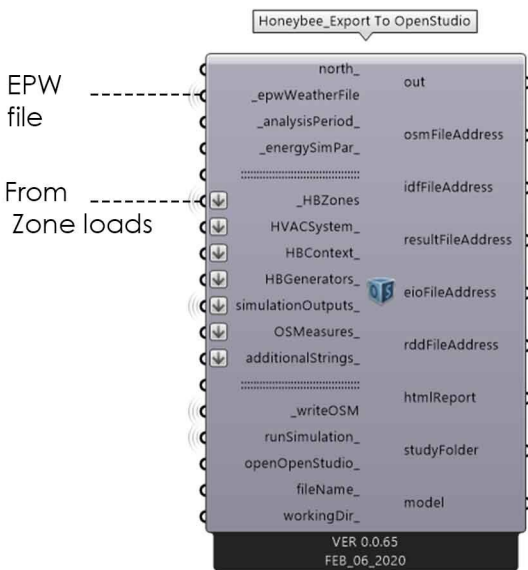 Honeybee_Export To OpenStudio
EPW
file
From
Zone loads
north_
_epwWeatherFile
_analysisPeriod_
_energySimPar_
::::::::::::::::::::::::::::::::::
_HBZones
HVACSystem_
HBContext_
HBGenerators_
simulationOutputs_
OSMeasures_
additionalStrings_
::::::::::::::::::::::::::::::::::
_writeOSM
runSimulation_
openOpenStudio_
fileName_
workingDir_
out
osmFileAddress
idfFileAddress
resultFileAddress
eioFileAddress
rddFileAddress
htmlReport
studyFolder
model
OS
VER 0.0.65
FEB_06_2020